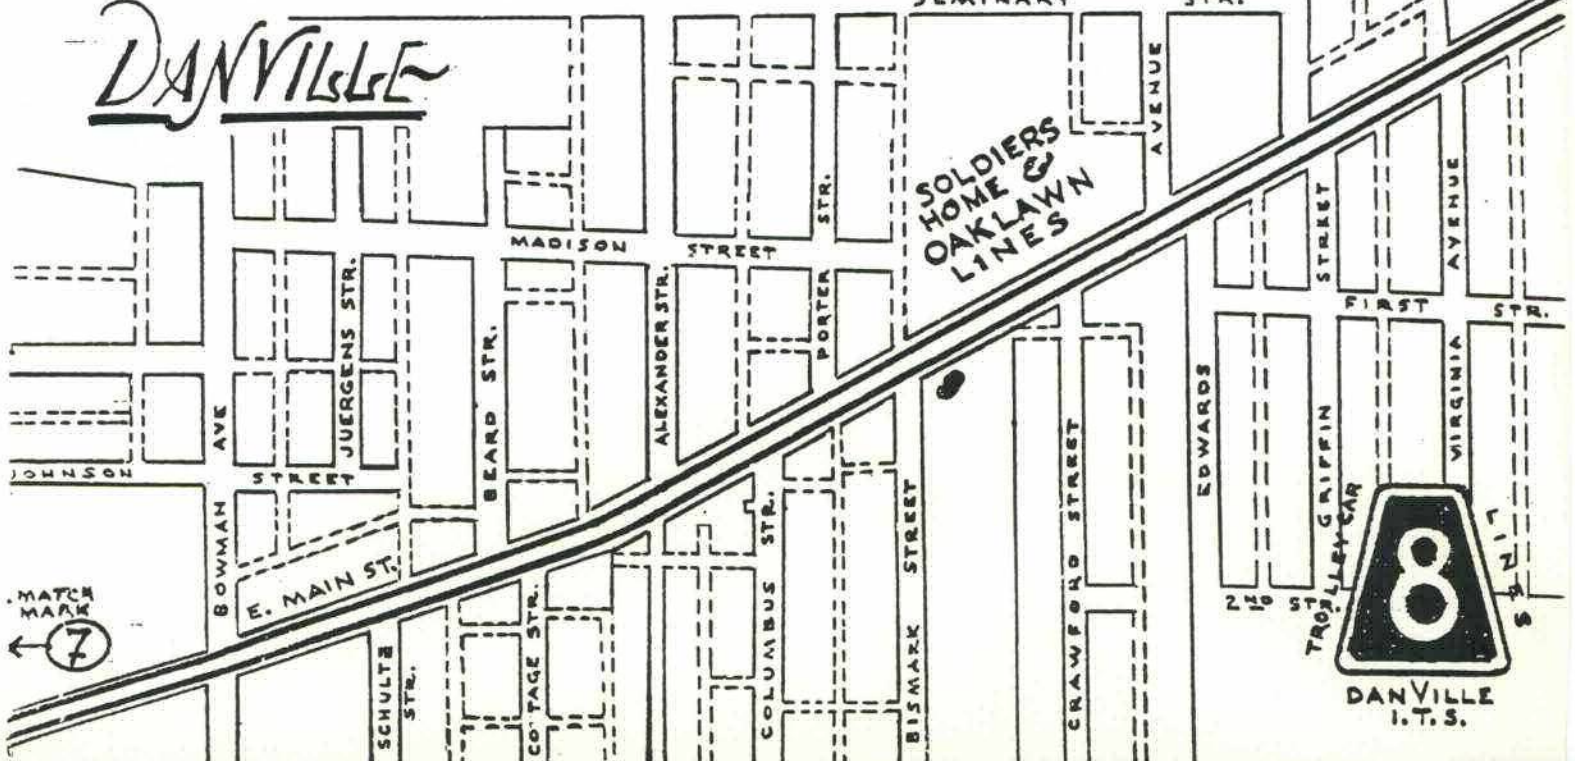 SEMINARY STR.
DANVILLE
AVENUE
SOLDIERS
HOME &
OAKLAWN
LINES
STR.
PORTER
MADISON STREET
JUERGENS STR.
BEARD STR.
ALEXANDER STR.
STREET
AVENUE
FIRST STR.
VIRGINIA
EDWARDS
GRIFFIN
AVE
BOWMAN
JOHNSON STREET
E. MAIN ST.
MATCH
MARK
7
SCHULTZ
STR.
COTTAGE STR.
COLUMBUS STR.
BISMARK STREET
CRAWFORD STREET
2ND ST.
TROLLEY CAR LINES
8
DANVILLE
I.T.S.